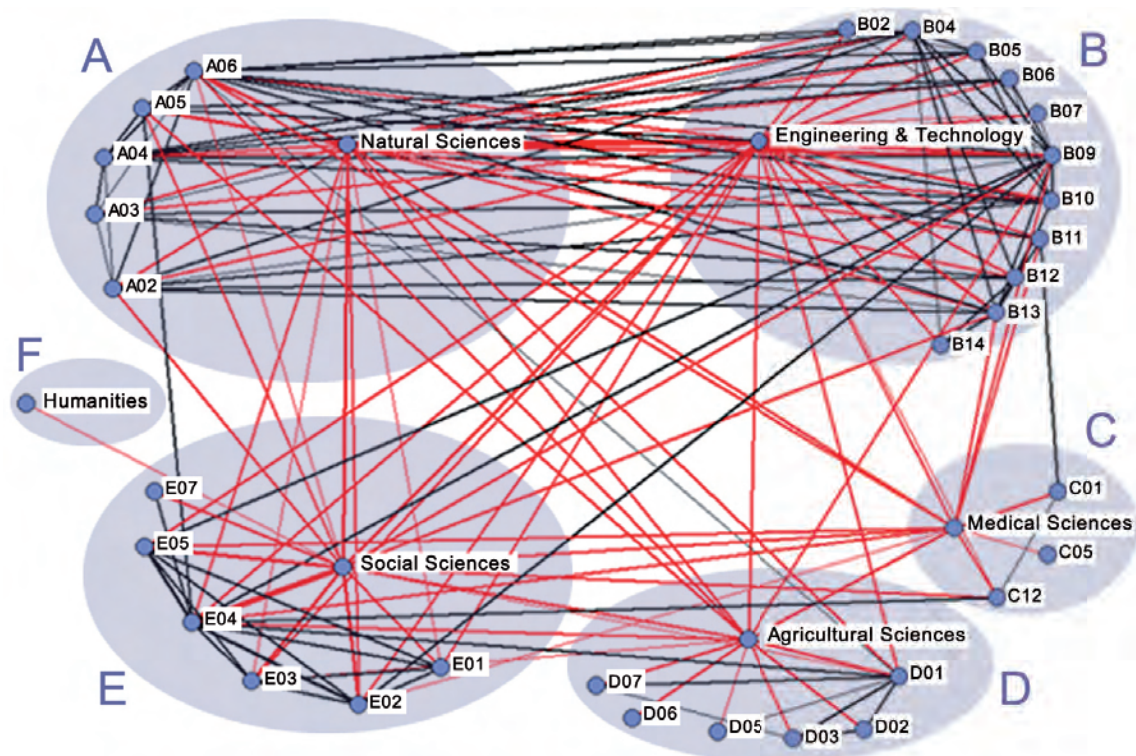 A
A06
A05
A04
A03
A02
Natural Sciences
B
B02
B04
B05
B06
B07
B09
B10
B11
B12
B13
B14
Engineering & Technology
F
Humanities
C
C01
Medical Sciences
C05
C12
E
E07
E05
Social Sciences
E04
E03
E02
E01
D
Agricultural Sciences
D07
D06
D05
D03
D02
D01